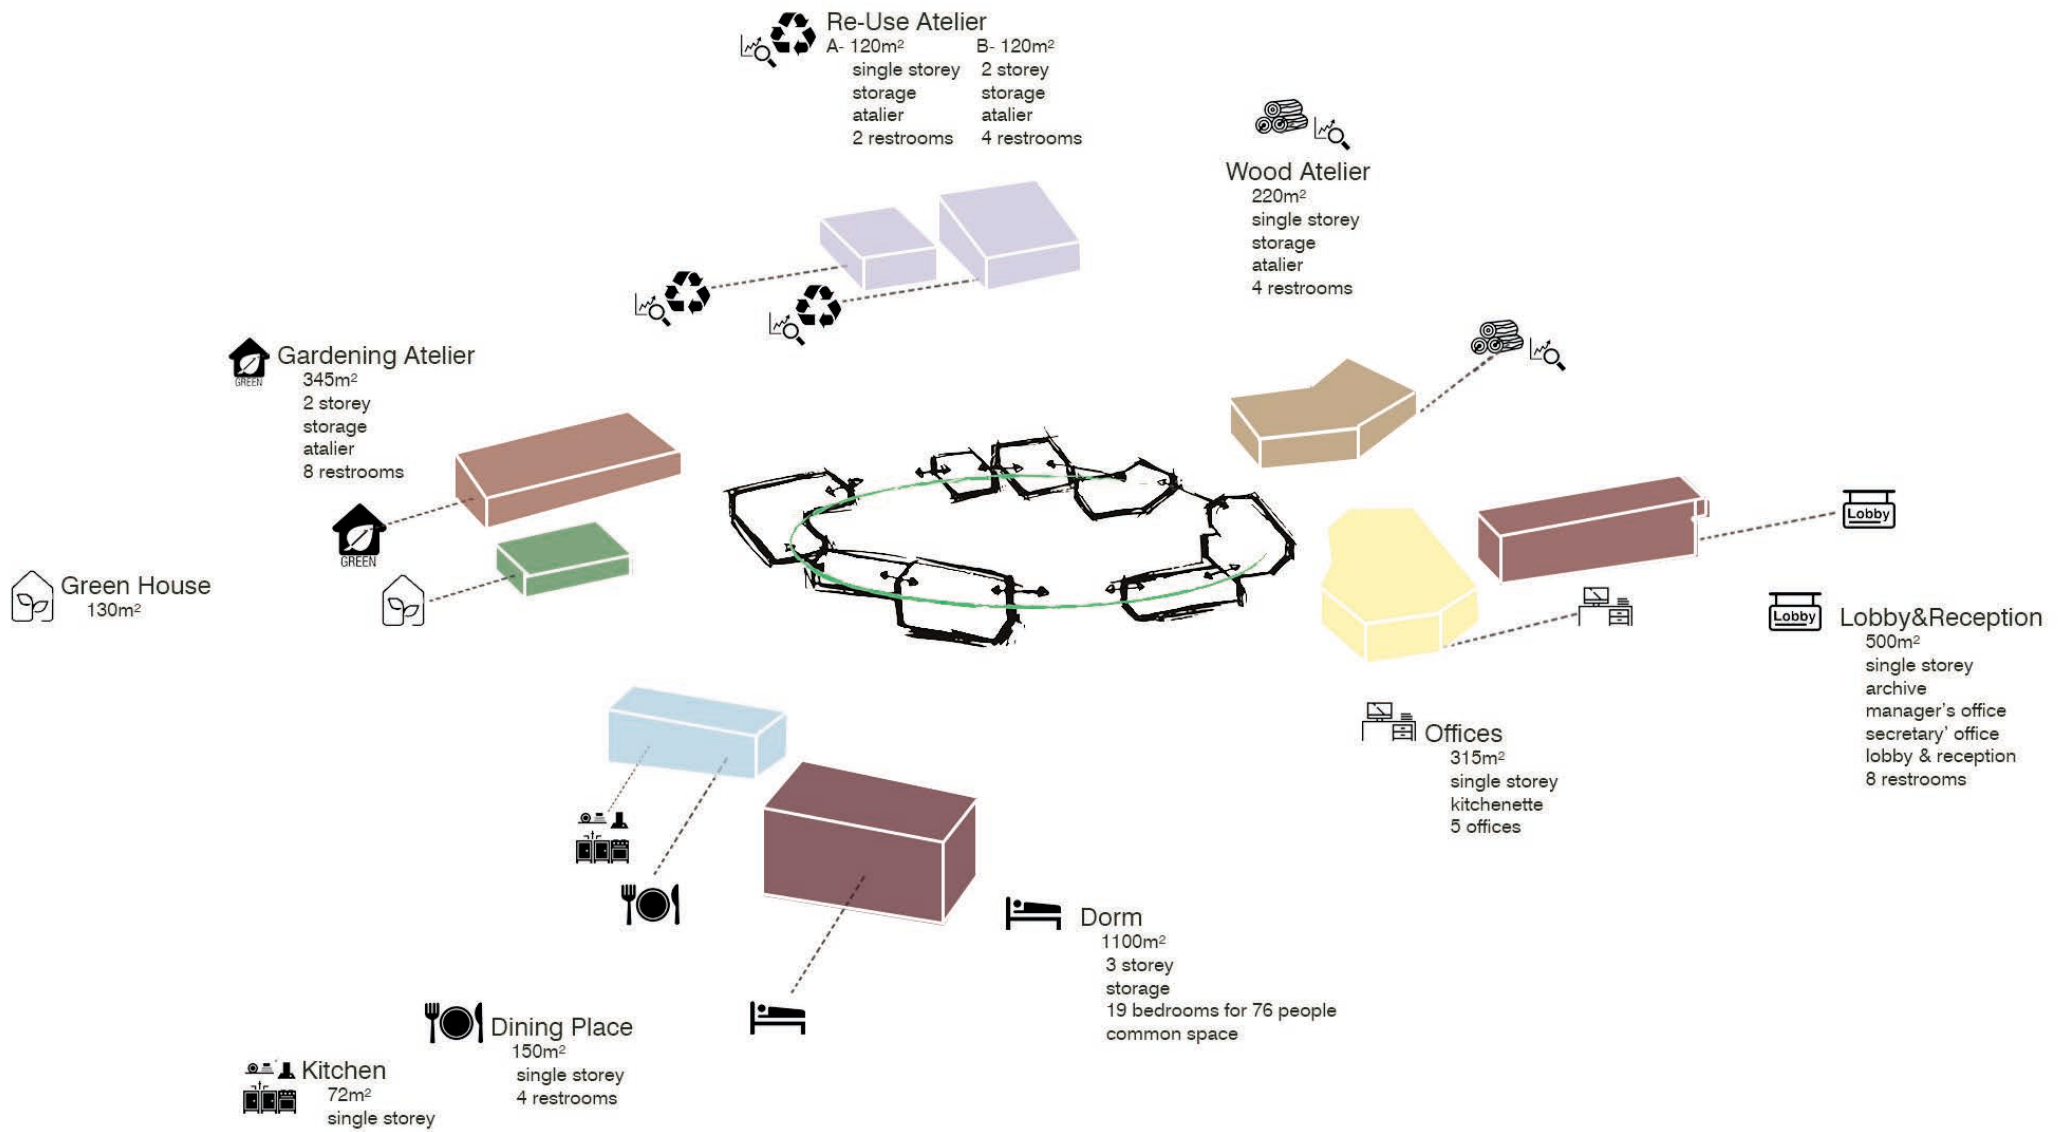 Re-Use Atelier
A- 120m²
single storey
storage
atalier
2 restrooms
B- 120m²
2 storey
storage
atalier
4 restrooms
Wood Atelier
220m²
single storey
storage
atalier
4 restrooms
GREEN
Gardening Atelier
345m²
2 storey
storage
atalier
8 restrooms
GREEN
Green House
130m²
Lobby
Lobby
Lobby&Reception
500m²
single storey
archive
manager's office
secretary' office
lobby & reception
8 restrooms
Offices
315m²
single storey
kitchenette
5 offices
Dorm
1100m²
3 storey
storage
19 bedrooms for 76 people
common space
Dining Place
150m²
single storey
4 restrooms
Kitchen
72m²
single storey